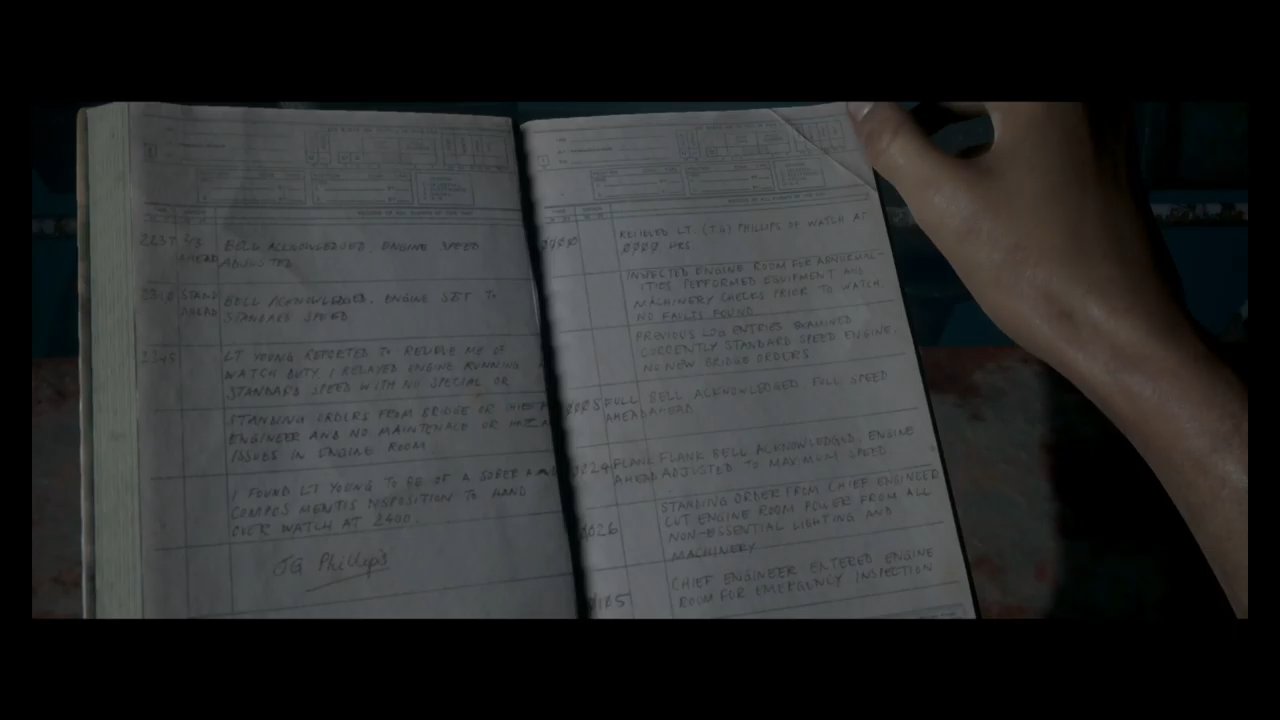 2237 2/3 BELL ACKNOWLEDGED, ENGINE SPEED
AHEAD ADJUSTED
2310 STAND BELL ACKNOWLEDGED, ENGINE SET TO
AHEAD STANDARD SPEED
2345 LT YOUNG REPORTED TO RELIEVE ME OF
WATCH DUTY. I RELAYED ENGINE RUNNING
STANDARD SPEED WITH NO SPECIAL OR
STANDING ORDERS FROM BRIDGE OR CHIEF
ENGINEER AND NO MAINTENACE OR
ISSUES IN ENGINE ROOM.
I FOUND LT YOUNG TO BE OF A SOBER AND
COMPOS MENTIS DISPOSITION TO HAND
OVER WATCH AT 2400.
JG Phillips
0000 RELIEVED LT. (JG) PHILLIPS OF WATCH AT
0000 HRS.
INSPECTED ENGINE ROOM FOR ABNORMAL-
ITIES PERFORMED EQUIPMENT AND
MACHINERY CHECKS PRIOR TO WATCH.
NO FAULTS FOUND
PREVIOUS LOG ENTRIES EXAMINED
CURRENTLY STANDARD SPEED ENGINE.
NO NEW BRIDGE ORDERS.
0005 FULL BELL ACKNOWLEDGED FULL SPEED
AHEAD AHEAD.
0024 FLANK FLANK BELL ACKNOWLEDGED, ENGINE
AHEAD ADJUSTED TO MAXIMUM SPEED
0026 STANDING ORDER FROM CHIEF ENGINEER
CUT ENGINE ROOM POWER FROM ALL
NON-ESSENTIAL LIGHTING AND
MACHINERY
0105 CHIEF ENGINEER ENTERED ENGINE
ROOM FOR EMERGENCY INSPECTION